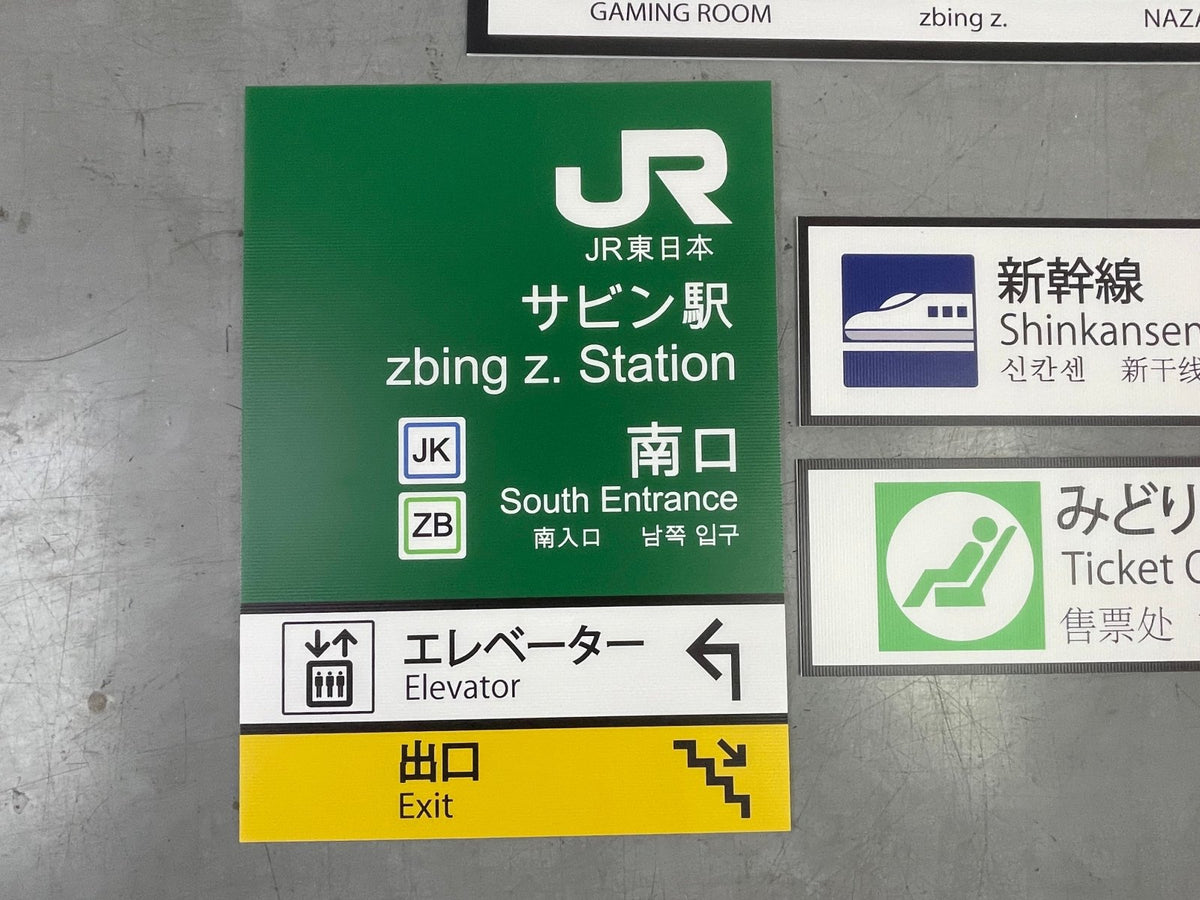 GAMING ROOM zbing z.
JR
JR東日本
サビン駅
zbing z. Station
JK
南口
ZB
South Entrance
南入口 남쪽 입구
エレベーター
Elevator
出口
Exit
新幹線
Shinkansen
신칸센 新干线
みどり
Ticket
售票处